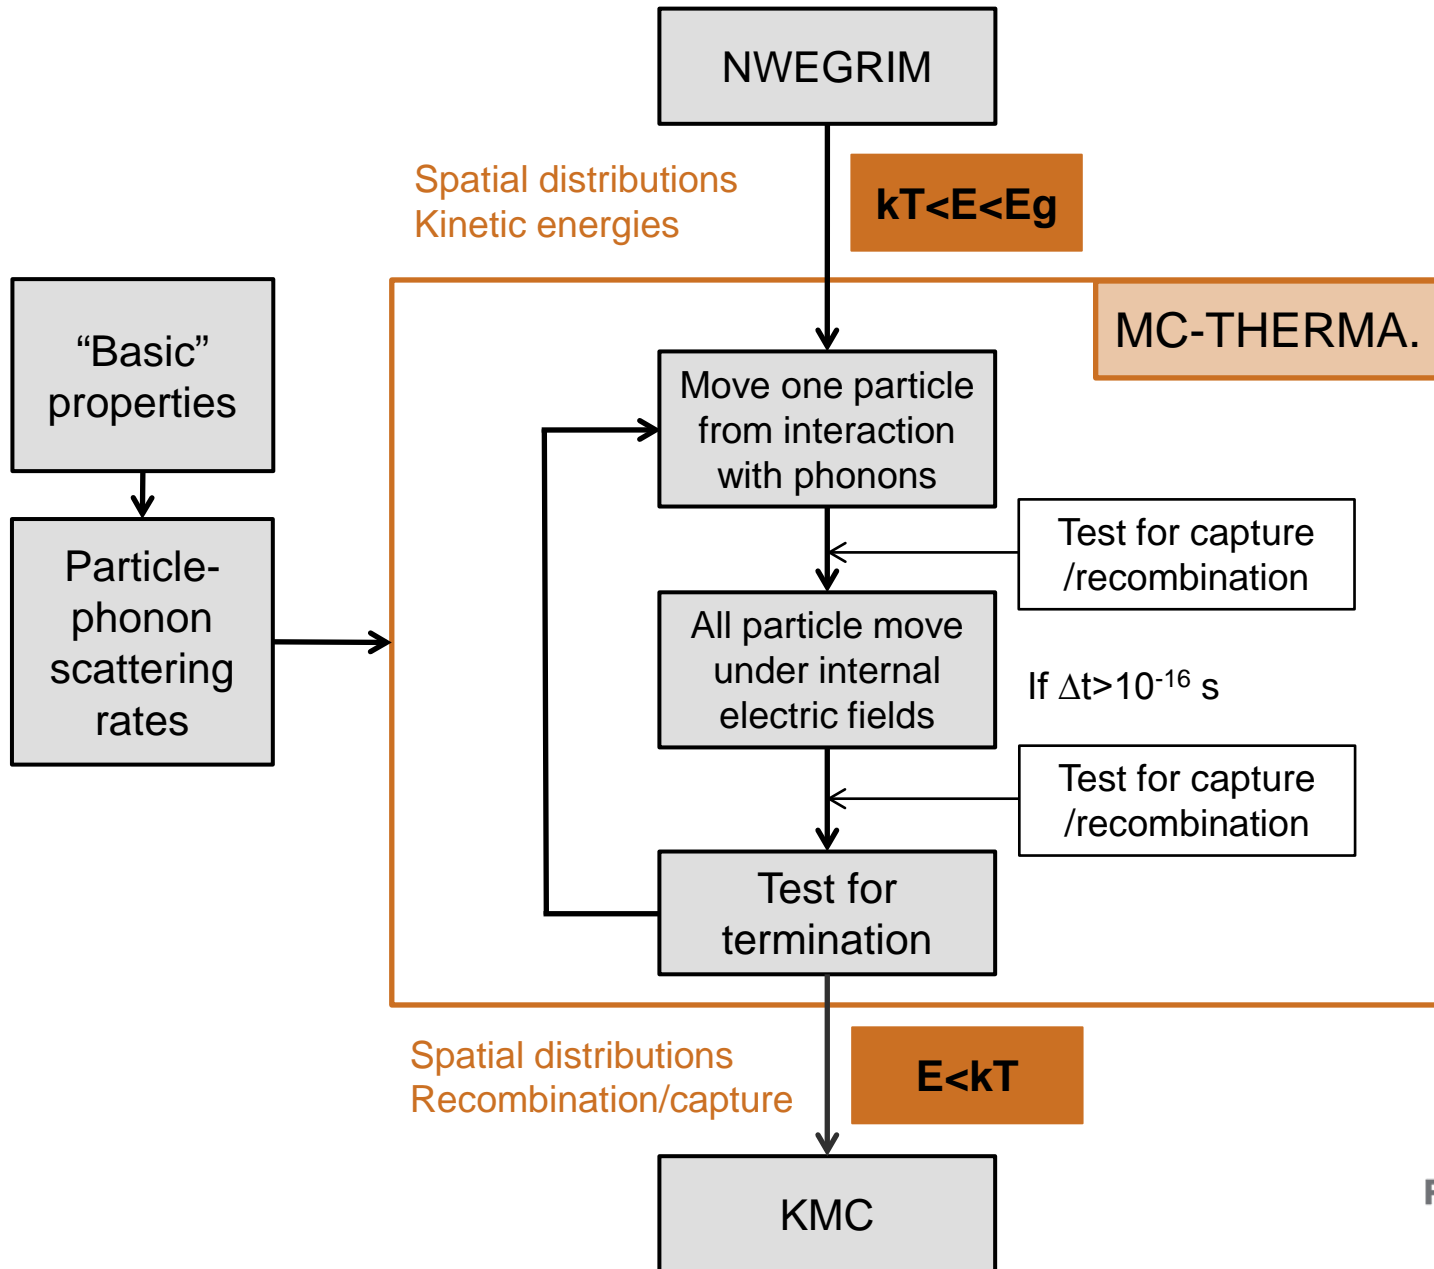 NWEGRIM
Spatial distributions
Kinetic energies
kT<E<Eg
“Basic”
properties
MC-THERMA.
Move one particle
from interaction
with phonons
Test for capture
/recombination
Particle-
phonon
scattering
rates
All particle move
under internal
electric fields
If Δt>10⁻¹⁶ s
Test for capture
/recombination
Test for
termination
Spatial distributions
Recombination/capture
E<kT
KMC